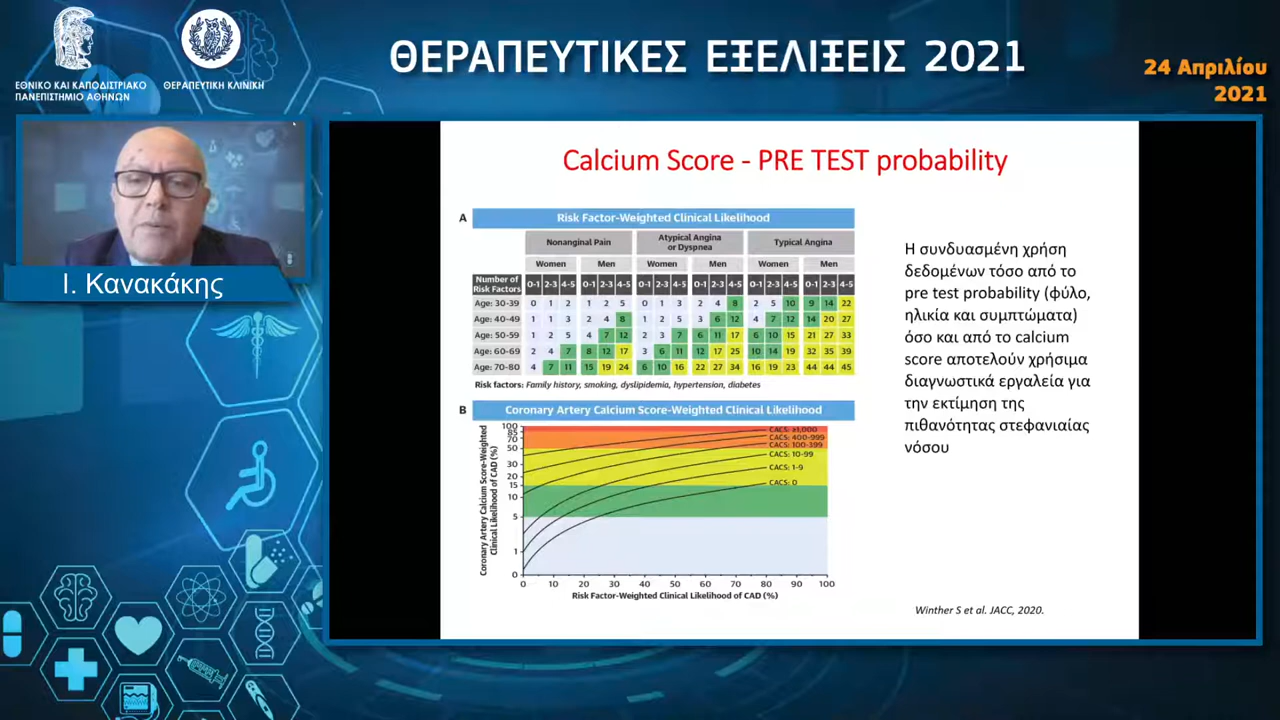 ΕΘΝΙΚΟ ΚΑΙ ΚΑΠΟΔΙΣΤΡΙΑΚΟ
ΠΑΝΕΠΙΣΤΗΜΙΟ ΑΘΗΝΩΝ
ΘΕΡΑΠΕΥΤΙΚΗ ΚΛΙΝΙΚΗ
ΘΕΡΑΠΕΥΤΙΚΕΣ ΕΞΕΛΙΞΕΙΣ 2021
24 Απριλίου
2021
Ι. Κανακάκης
Calcium Score - PRE TEST probability
A
Risk Factor-Weighted Clinical Likelihood
Nonanginal Pain Atypical Angina or Dyspnea Typical Angina
Women Men Women Men Women Men
Number of Risk Factors 0-1 2-3 4-5 0-1 2-3 4-5 0-1 2-3 4-5 0-1 2-3 4-5 0-1 2-3 4-5 0-1 2-3 4-5
Age: 30-39 0 1 2 1 2 5 0 1 3 2 4 8 2 5 10 9 14 22
Age: 40-49 1 1 3 2 4 8 1 2 5 3 6 12 4 7 12 14 20 27
Age: 50-59 1 2 5 4 7 12 2 3 7 6 11 17 6 10 15 21 27 33
Age: 60-69 2 4 7 8 12 17 3 6 11 12 17 25 10 14 19 32 35 39
Age: 70-80 4 7 11 15 19 24 6 10 16 22 27 34 16 19 23 44 44 45
Risk factors: Family history, smoking, dyslipidemia, hypertension, diabetes
B
Coronary Artery Calcium Score-Weighted Clinical Likelihood
Coronary Artery Calcium Score-Weighted
Clinical Likelihood of CAD (%)
100
85
70
50
30
20
15
10
5
1
0
CACS: ≥1,000
CACS: 400-999
CACS: 100-399
CACS: 10-99
CACS: 1-9
CACS: 0
0 10 20 30 40 50 60 70 80 90 100
Risk Factor-Weighted Clinical Likelihood of CAD (%)
Η συνδυασμένη χρήση
δεδομένων τόσο από το
pre test probability (φύλο,
ηλικία και συμπτώματα)
όσο και από το calcium
score αποτελούν χρήσιμα
διαγνωστικά εργαλεία για
την εκτίμηση της
πιθανότητας στεφανιαίας
νόσου
Winther S et al. JACC, 2020.